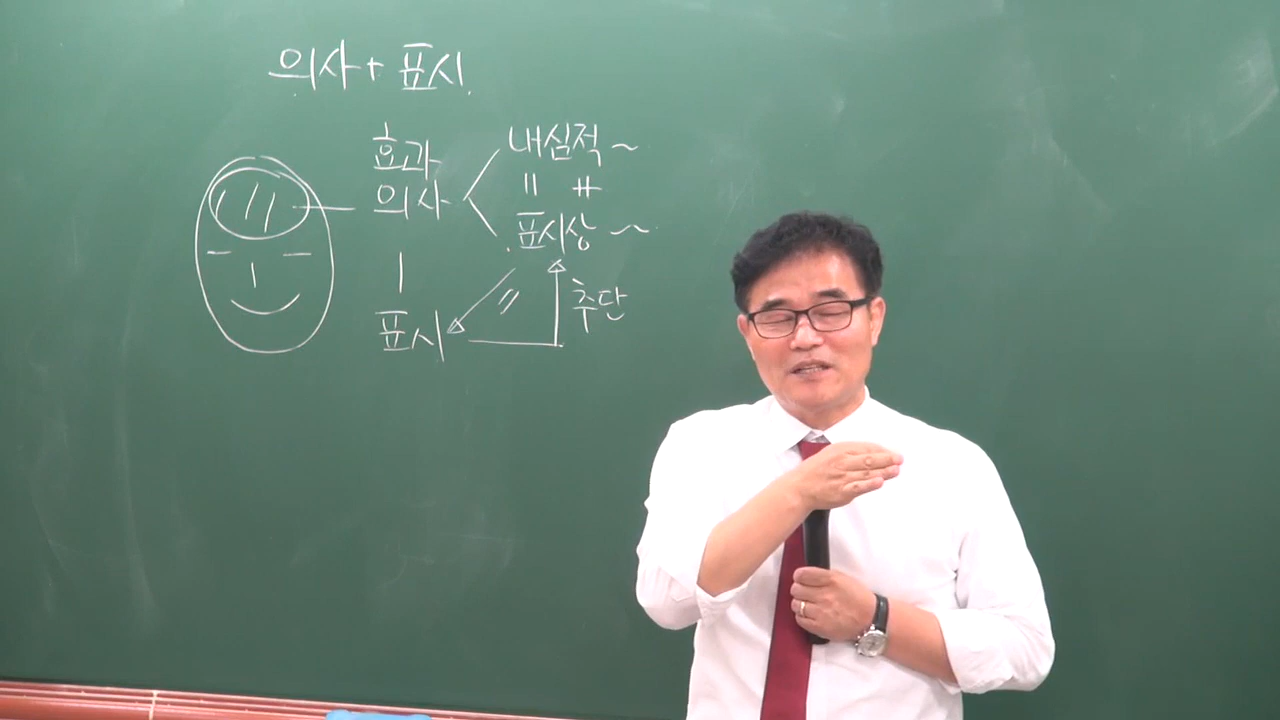 의사 + 표시
효과
의사
내심적 ~
〃 ≠
표시상 ~
표시
추단